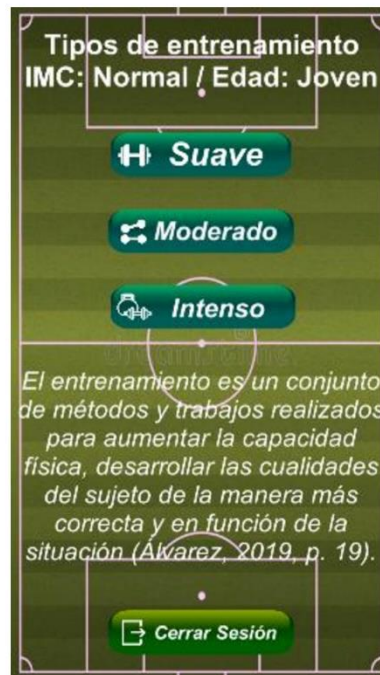 Tipos de entrenamiento
IMC: Normal / Edad: Joven
Suave
Moderado
Intenso
El entrenamiento es un conjunto
de métodos y trabajos realizados
para aumentar la capacidad
física, desarrollar las cualidades
del sujeto de la manera más
correcta y en función de la
situación (Álvarez, 2019, p. 19).
Cerrar Sesión